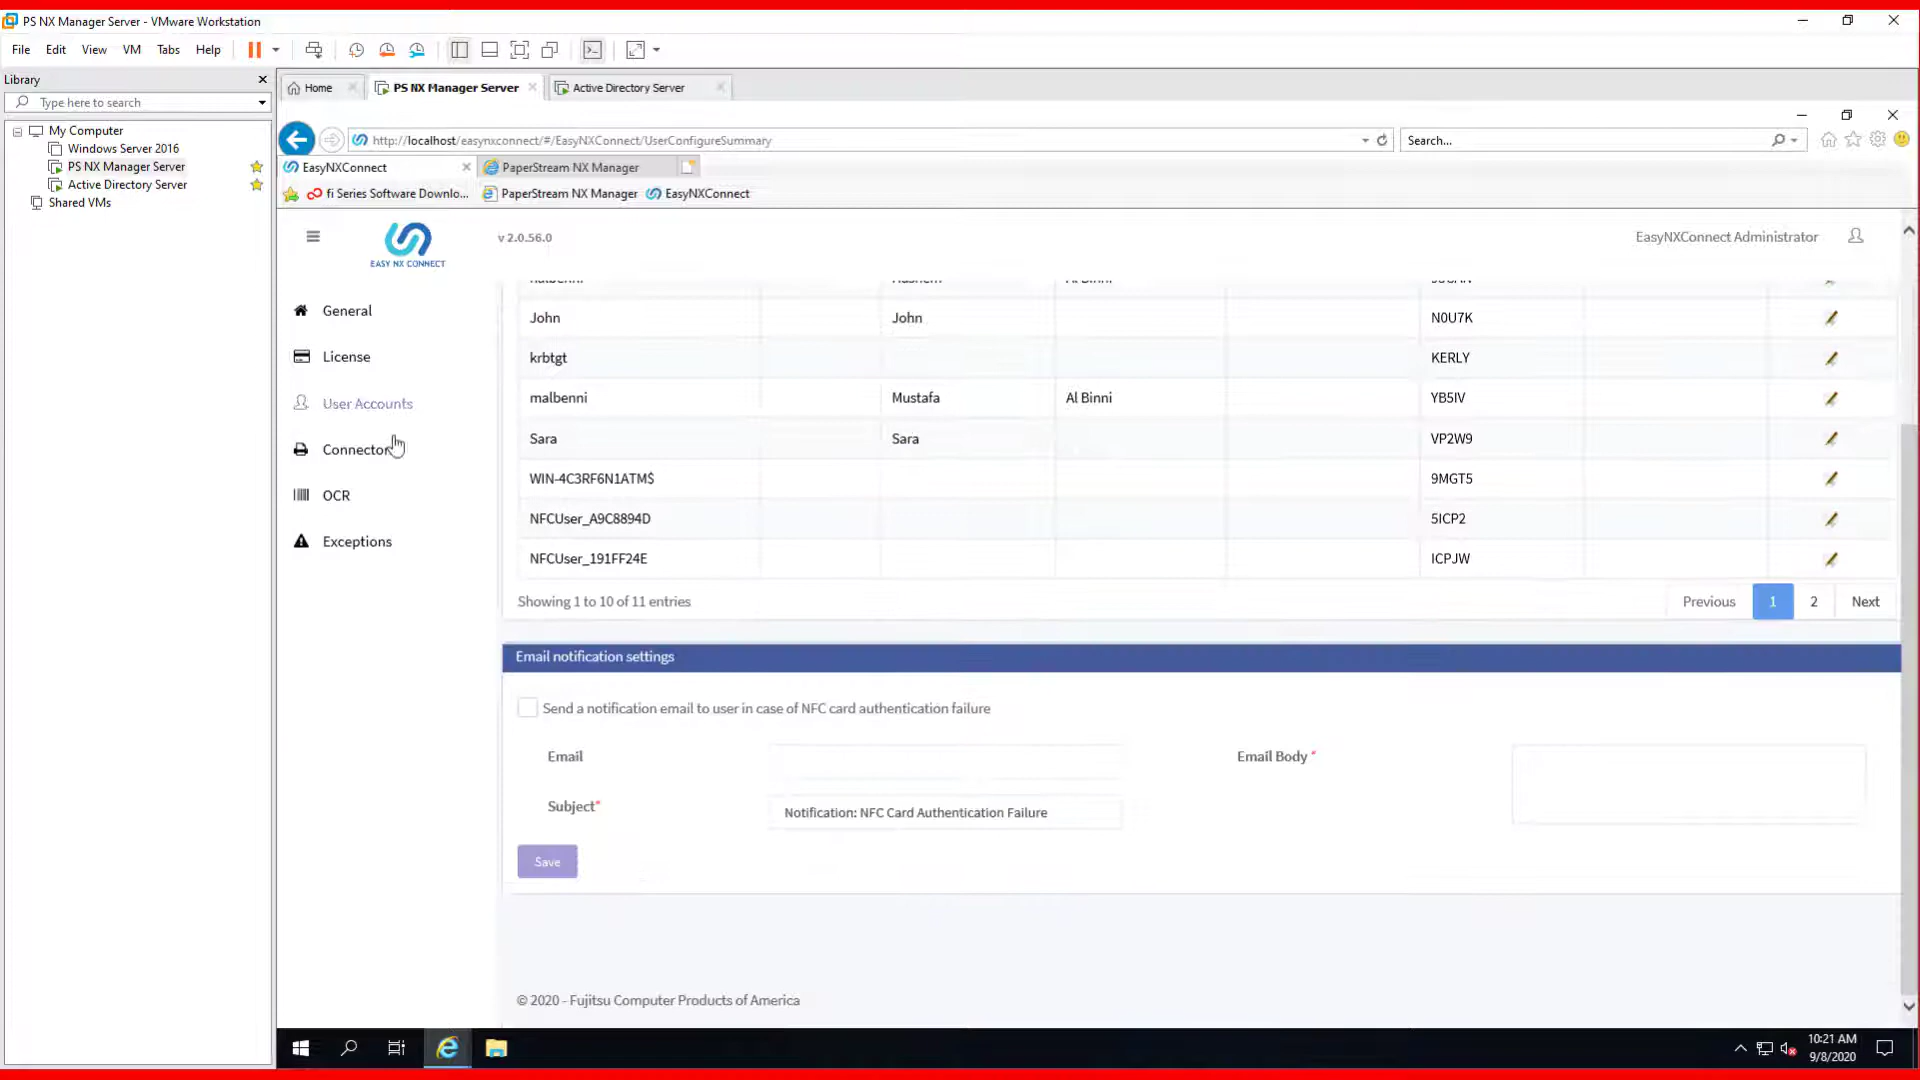 PS NX Manager Server - VMware Workstation
File Edit View VM Tabs Help
Library
Type here to search
My Computer
Windows Server 2016
PS NX Manager Server
Active Directory Server
Shared VMs
Home
PS NX Manager Server
Active Directory Server
http://localhost/easynxconnect/#/EasyNXConnect/UserConfigureSummary
Search...
EasyNXConnect
PaperStream NX Manager
fi Series Software Downlo...
PaperStream NX Manager
EasyNXConnect
EASY NX CONNECT
v 2.0.56.0
EasyNXConnect Administrator
General
License
User Accounts
Connector
OCR
Exceptions
John John N0U7K
krbtgt KERLY
malbenni Mustafa Al Binni YB5IV
Sara Sara VP2W9
WIN-4C3RF6N1ATM$ 9MGT5
NFCUser_A9C8894D 5ICP2
NFCUser_191FF24E ICPJW
Showing 1 to 10 of 11 entries
Previous 1 2 Next
Email notification settings
Send a notification email to user in case of NFC card authentication failure
Email
Email Body *
Subject*
Notification: NFC Card Authentication Failure
Save
© 2020 - Fujitsu Computer Products of America
10:21 AM
9/8/2020